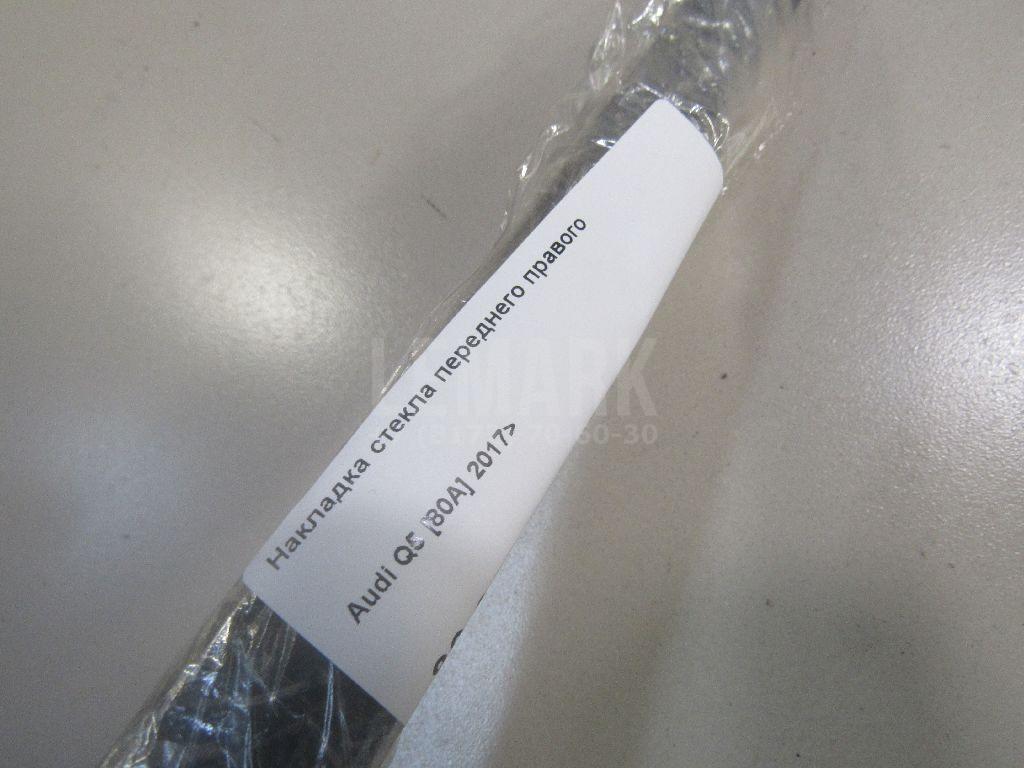 Накладка стекла переднего правого
Audi Q5 [80A] 2017>